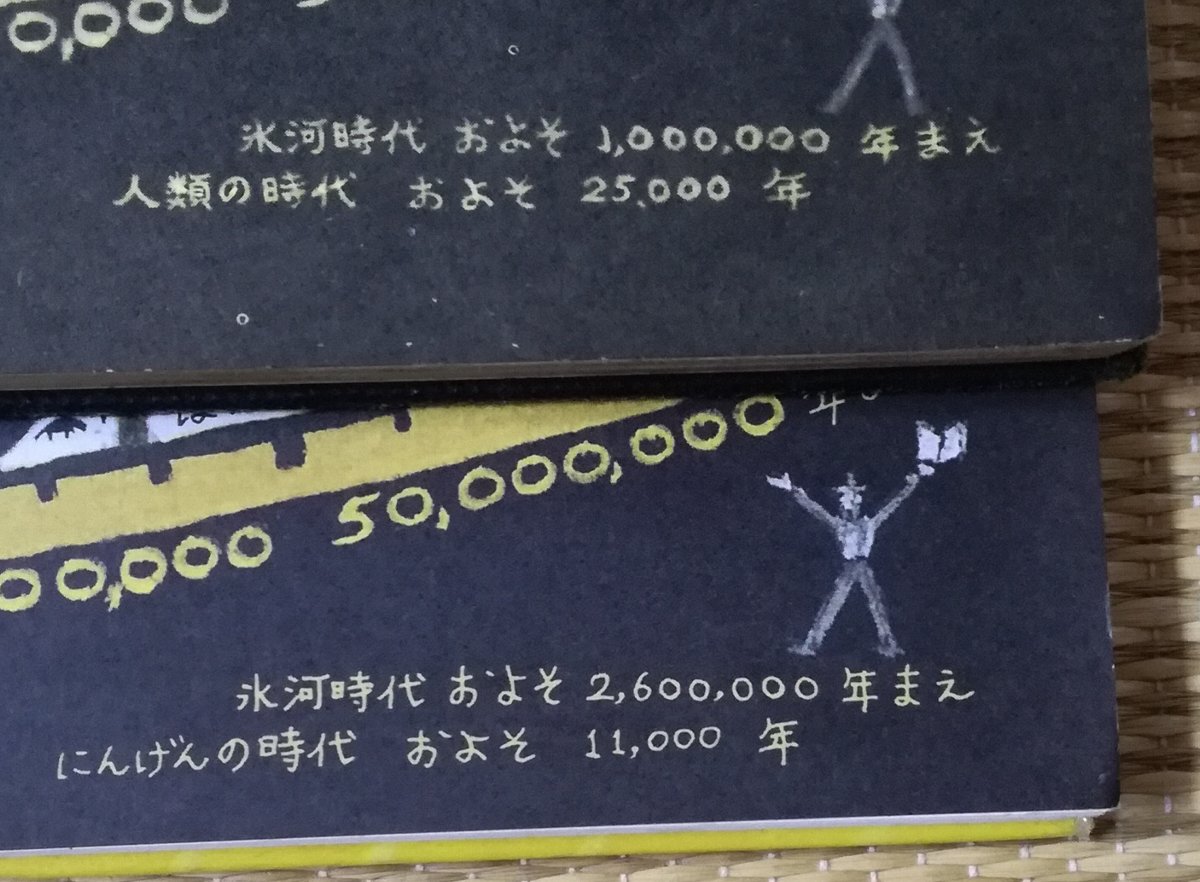 0,000
氷河時代 およそ 1,000,000 年まえ
人類の時代 およそ 25,000 年
は
00,000 50,000,000 年
氷河時代 およそ 2,600,000 年まえ
にんげんの時代 およそ 11,000 年